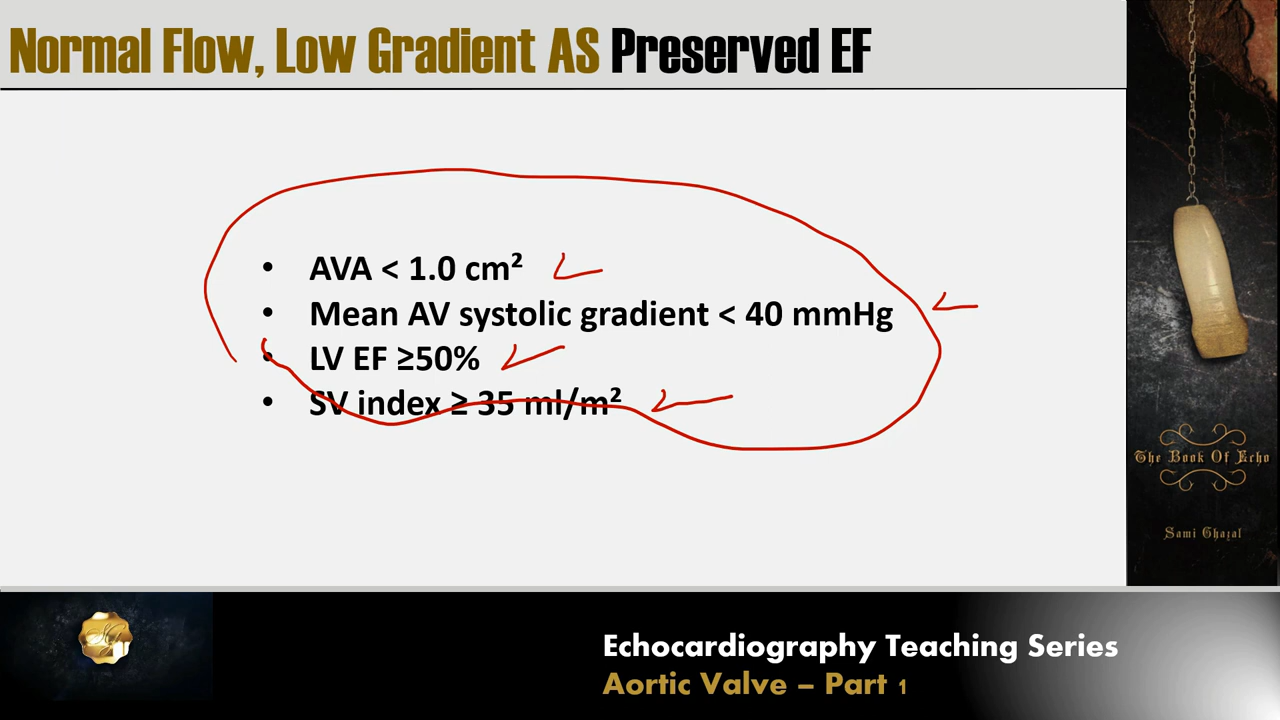 Normal Flow, Low Gradient AS Preserved EF
• AVA < 1.0 cm²
• Mean AV systolic gradient < 40 mmHg
• LV EF ≥50%
• SV index ≥ 35 ml/m²
The Book Of Echo
Sami Ghazal
Echocardiography Teaching Series
Aortic Valve – Part 1